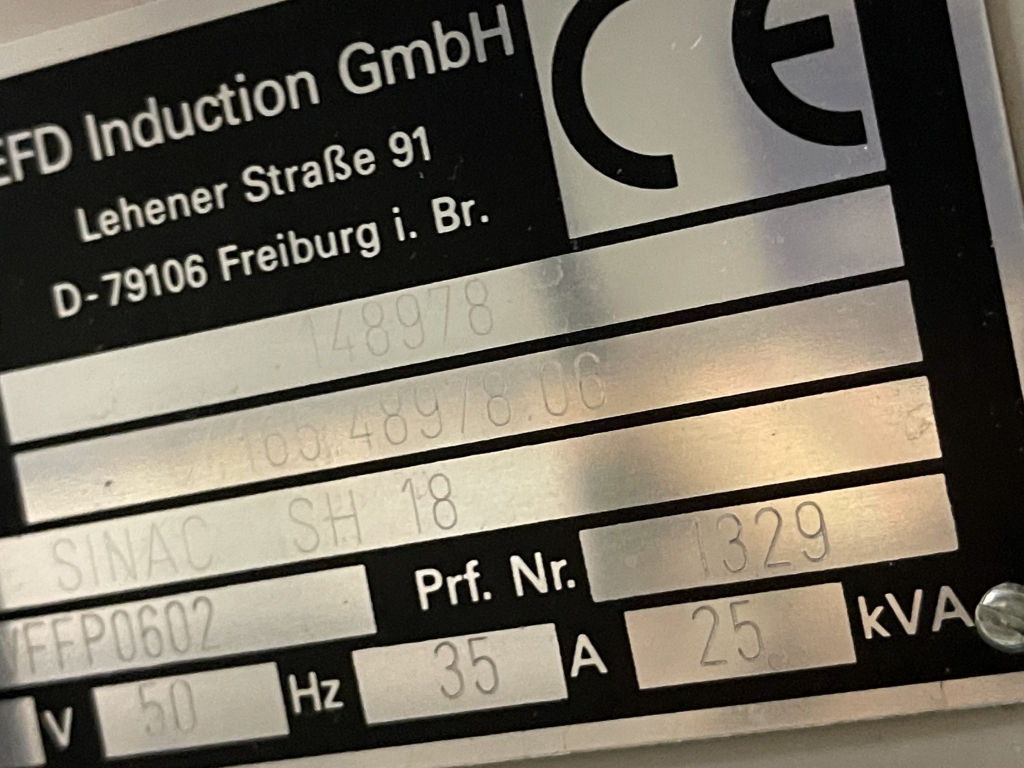 EFD Induction GmbH
CE
Lehener Straße 91
D-79106 Freiburg i. Br.
148978
48978.06
SINAC SH 18
Prf. Nr. 1329
VFFP0602
V 50 Hz 35 A 25 kVA